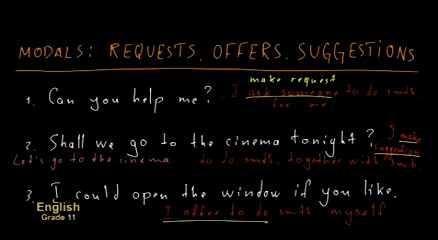 MODALS: REQUESTS, OFFERS, SUGGESTIONS
make request
1. Can you help me? - I ask someone to do smth. for me.
2. Shall we go to the cinema tonight? I make suggestion
Let's go to the cinema to do smth. together with smb
3. I could open the window if you like.
I offer to do smth myself
English
Grade 11